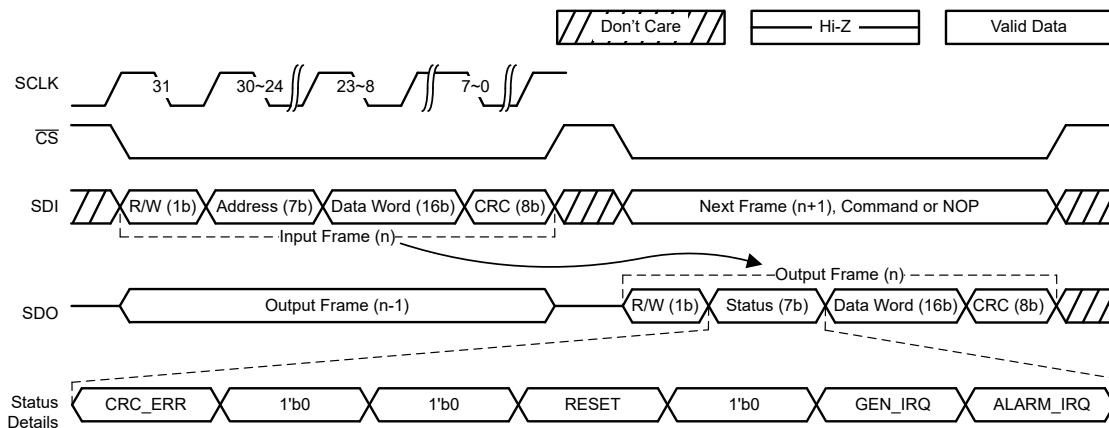 Don't Care Hi-Z Valid Data
SCLK 31 30~24 23~8 7~0
CS
SDI R/W (1b) Address (7b) Data Word (16b) CRC (8b) Next Frame (n+1), Command or NOP
Input Frame (n)
Output Frame (n)
SDO Output Frame (n-1) R/W (1b) Status (7b) Data Word (16b) CRC (8b)
Status Details CRC_ERR 1'b0 1'b0 RESET 1'b0 GEN_IRQ ALARM_IRQ